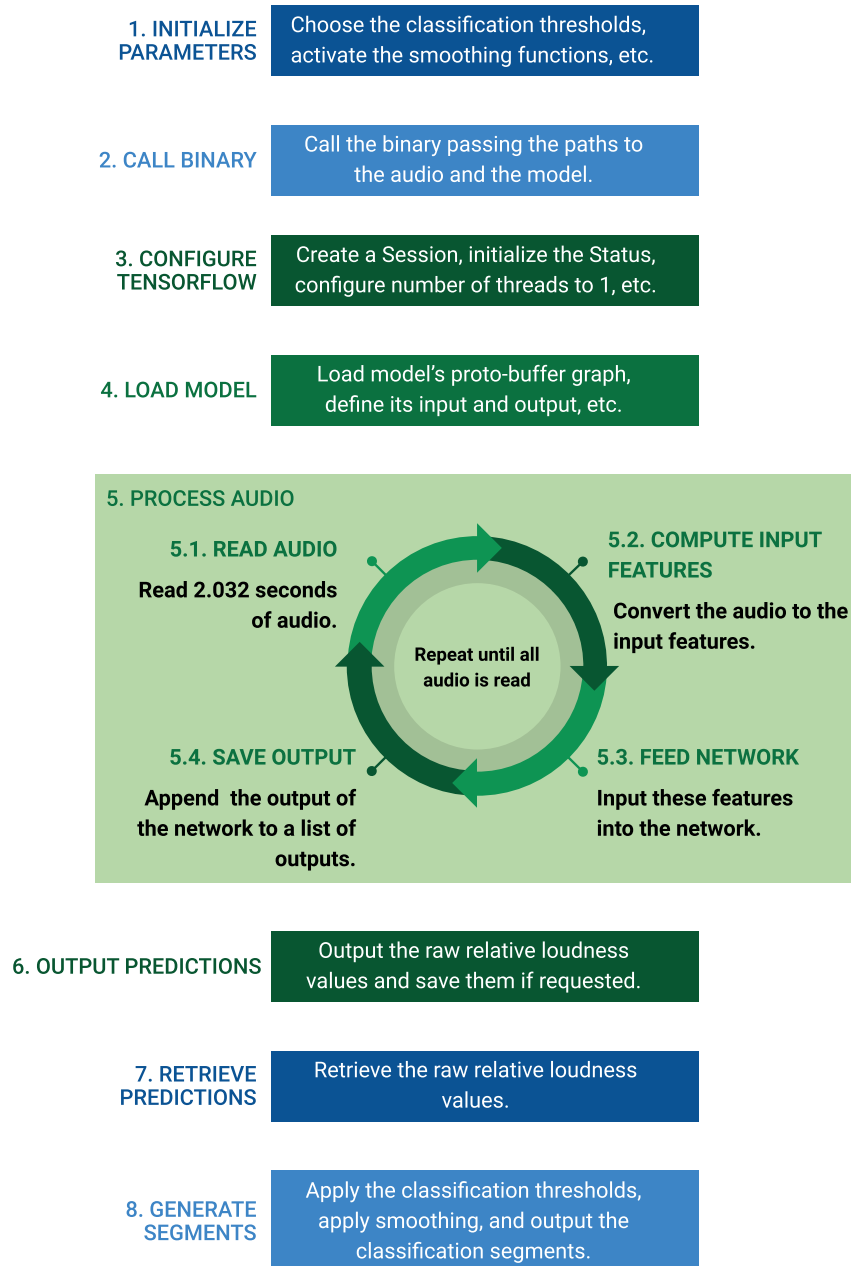 1. INITIALIZE
PARAMETERS
Choose the classification thresholds,
activate the smoothing functions, etc.
2. CALL BINARY
Call the binary passing the paths to
the audio and the model.
3. CONFIGURE
TENSORFLOW
Create a Session, initialize the Status,
configure number of threads to 1, etc.
4. LOAD MODEL
Load model’s proto-buffer graph,
define its input and output, etc.
5. PROCESS AUDIO
5.1. READ AUDIO
Read 2.032 seconds
of audio.
5.2. COMPUTE INPUT
FEATURES
Convert the audio to the
input features.
Repeat until all
audio is read
5.3. FEED NETWORK
Input these features
into the network.
5.4. SAVE OUTPUT
Append  the output of
the network to a list of
outputs.
6. OUTPUT PREDICTIONS
Output the raw relative loudness
values and save them if requested.
7. RETRIEVE
PREDICTIONS
Retrieve the raw relative loudness
values.
8. GENERATE
SEGMENTS
Apply the classification thresholds,
apply smoothing, and output the
classification segments.